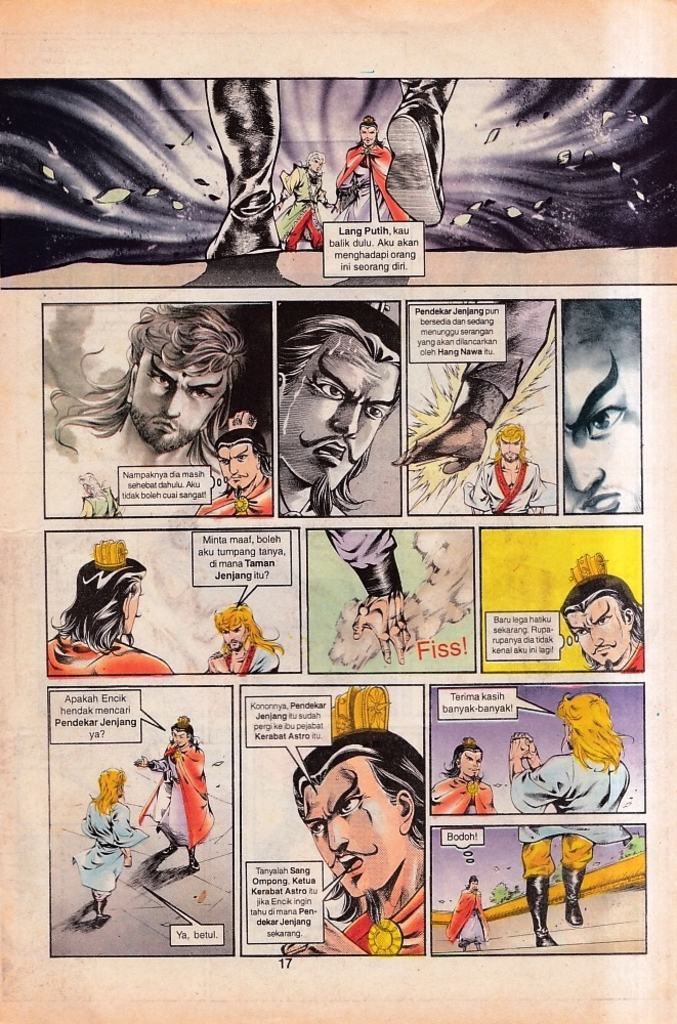 Lang Putih, kau
balik dulu. Aku akan
menghadapi orang
ini seorang diri.
Nampaknya dia masih
sehebat dahulu. Aku
tidak boleh cuai sangat!
Pendekar Jenjang pun
bersedia dan sedang
menunggu serangan
yang akan dilancarkan
oleh Hang Nawa itu.
Minta maaf, boleh
aku tumpang tanya,
di mana Taman
Jenjang itu?
Fiss!
Baru lega hatiku
sekarang. Rupa-
rupanya dia tidak
kenal aku ini lagi!
Apakah Encik
hendak mencari
Pendekar Jenjang
ya?
Ya, betul.
Kononnya, Pendekar
Jenjang itu sudah
pergi ke ibu pejabat
Kerabat Astro itu.
Tanyalah Sang
Ompong, Ketua
Kerabat Astro itu
jika Encik ingin
tahu di mana Pen-
dekar Jenjang
sekarang.
Terima kasih
banyak-banyak!
Bodoh!
17